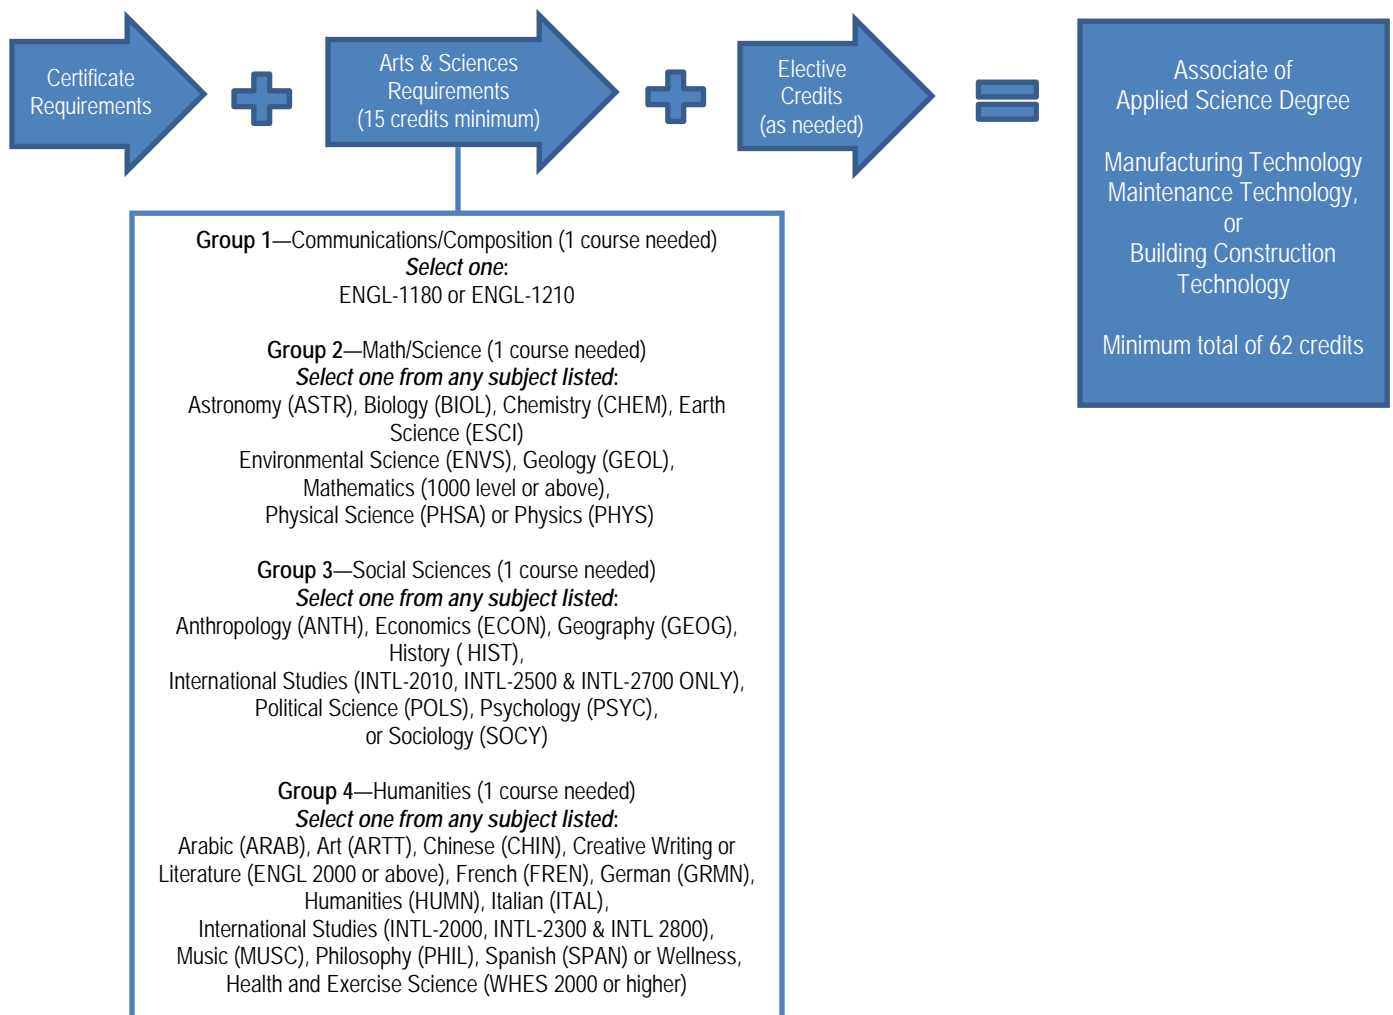 Certificate
Requirements
Arts & Sciences
Requirements
(15 credits minimum)
Elective
Credits
(as needed)
Associate of
Applied Science Degree
Manufacturing Technology
Maintenance Technology,
or
Building Construction
Technology
Minimum total of 62 credits
Group 1—Communications/Composition (1 course needed)
Select one:
ENGL-1180 or ENGL-1210
Group 2—Math/Science (1 course needed)
Select one from any subject listed:
Astronomy (ASTR), Biology (BIOL), Chemistry (CHEM), Earth
Science (ESCI)
Environmental Science (ENVS), Geology (GEOL),
Mathematics (1000 level or above),
Physical Science (PHSA) or Physics (PHYS)
Group 3—Social Sciences (1 course needed)
Select one from any subject listed:
Anthropology (ANTH), Economics (ECON), Geography (GEOG),
History ( HIST),
International Studies (INTL-2010, INTL-2500 & INTL-2700 ONLY),
Political Science (POLS), Psychology (PSYC),
or Sociology (SOCY)
Group 4—Humanities (1 course needed)
Select one from any subject listed:
Arabic (ARAB), Art (ARTT), Chinese (CHIN), Creative Writing or
Literature (ENGL 2000 or above), French (FREN), German (GRMN),
Humanities (HUMN), Italian (ITAL),
International Studies (INTL-2000, INTL-2300 & INTL 2800),
Music (MUSC), Philosophy (PHIL), Spanish (SPAN) or Wellness,
Health and Exercise Science (WHES 2000 or higher)